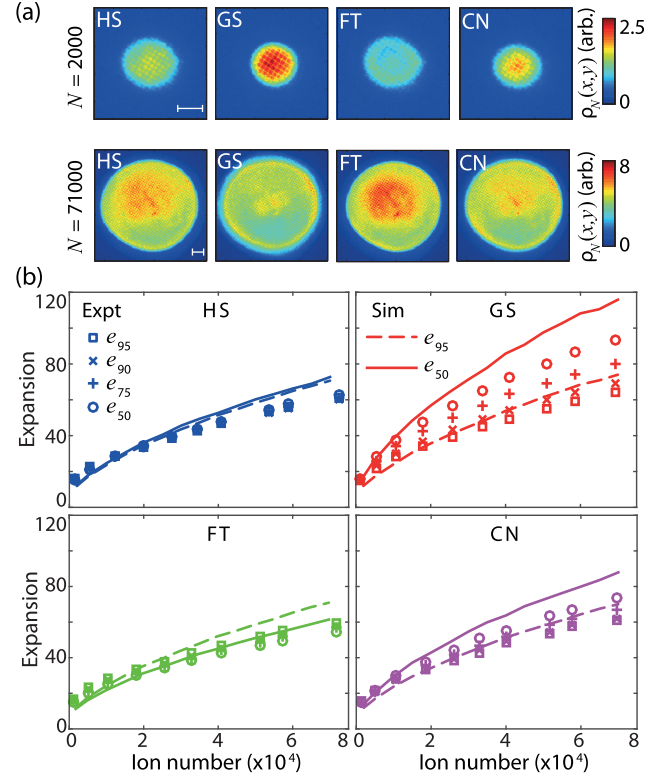 (a)
HS GS FT CN
N = 2000
2.5
0
ρN(x,y) (arb.)
HS GS FT CN
N = 71000
8
0
ρN(x,y) (arb.)
(b)
120
80
40
0
Expansion
Expt
HS
e95
e90
e75
e50
Sim
GS
e95
e50
120
80
40
0
Expansion
FT
CN
0 2 4 6 8
0 2 4 6 8
Ion number (x10⁴)
Ion number (x10⁴)